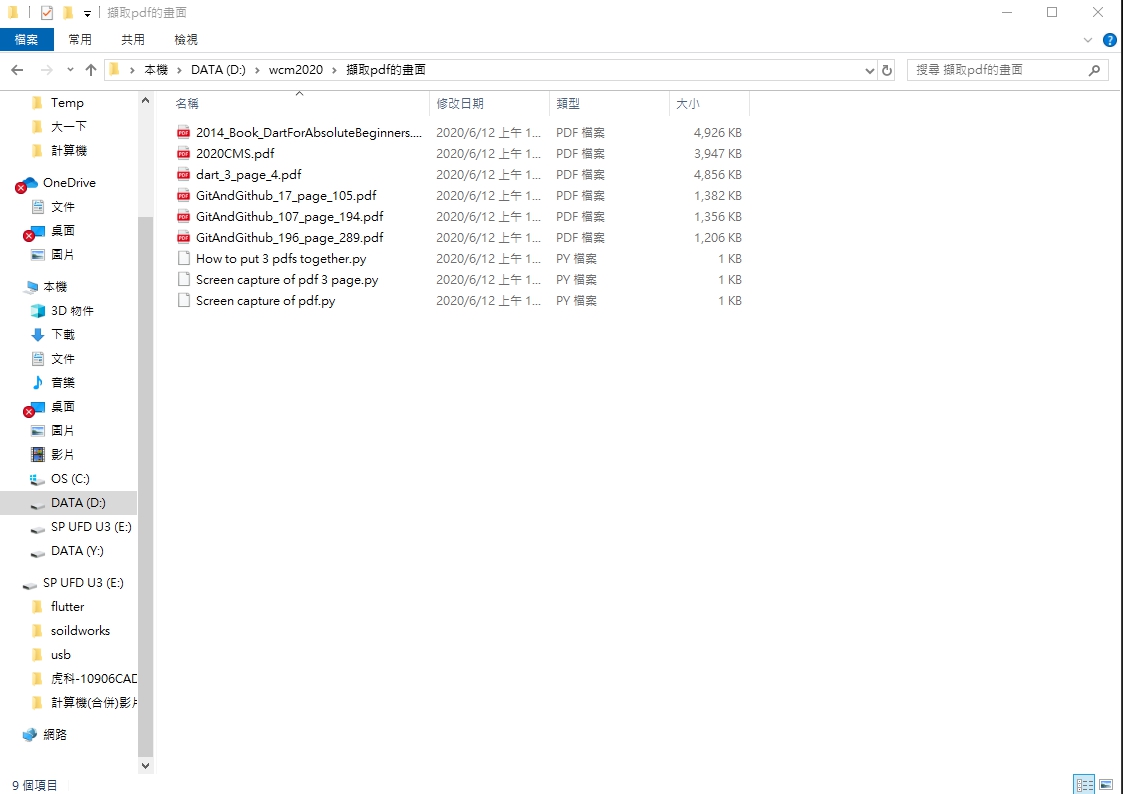 擷取pdf的畫面
檔案 常用 共用 檢視
本機 DATA (D:) wcm2020 擷取pdf的畫面
搜尋 擷取pdf的畫面
Temp
大一下
計算機
OneDrive
文件
桌面
圖片
本機
3D 物件
下載
文件
音樂
桌面
圖片
影片
OS (C:)
DATA (D:)
SP UFD U3 (E:)
DATA (Y:)
SP UFD U3 (E:)
flutter
soildworks
usb
虎科-10906CAD
計算機(合併)影片
網路
名稱 修改日期 類型 大小
2014_Book_DartForAbsoluteBeginners.... 2020/6/12 上午 1... PDF 檔案 4,926 KB
2020CMS.pdf 2020/6/12 上午 1... PDF 檔案 3,947 KB
dart_3_page_4.pdf 2020/6/12 上午 1... PDF 檔案 4,856 KB
GitAndGithub_17_page_105.pdf 2020/6/12 上午 1... PDF 檔案 1,382 KB
GitAndGithub_107_page_194.pdf 2020/6/12 上午 1... PDF 檔案 1,356 KB
GitAndGithub_196_page_289.pdf 2020/6/12 上午 1... PDF 檔案 1,206 KB
How to put 3 pdfs together.py 2020/6/12 上午 1... PY 檔案 1 KB
Screen capture of pdf 3 page.py 2020/6/12 上午 1... PY 檔案 1 KB
Screen capture of pdf.py 2020/6/12 上午 1... PY 檔案 1 KB
9 個項目